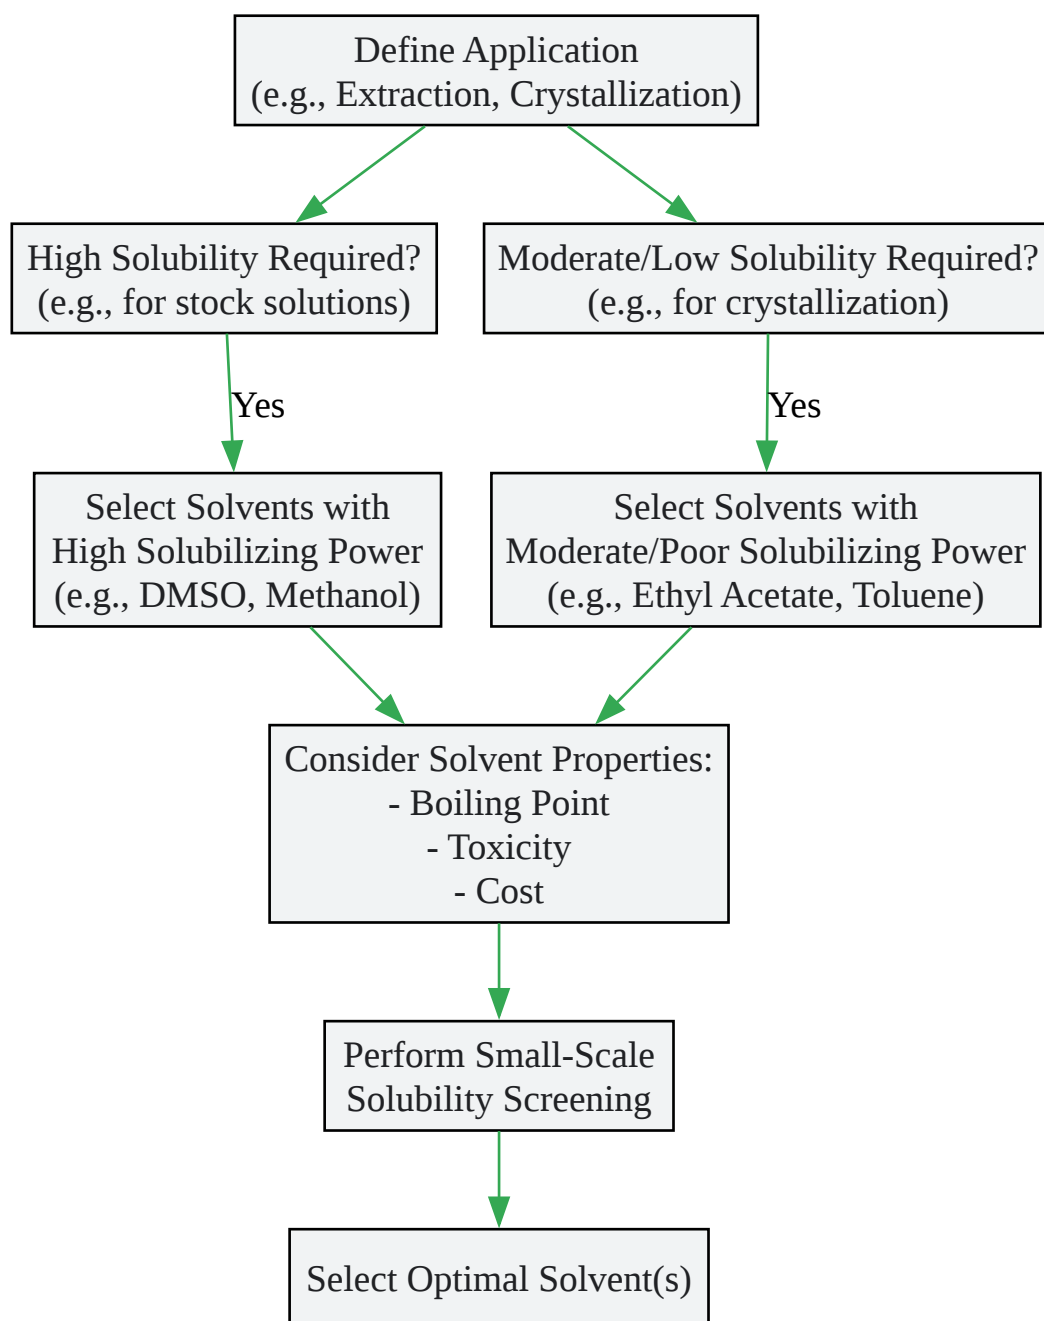 Define Application
(e.g., Extraction, Crystallization)
High Solubility Required?
(e.g., for stock solutions)
Moderate/Low Solubility Required?
(e.g., for crystallization)
Yes
Yes
Select Solvents with
High Solubilizing Power
(e.g., DMSO, Methanol)
Select Solvents with
Moderate/Poor Solubilizing Power
(e.g., Ethyl Acetate, Toluene)
Consider Solvent Properties:
- Boiling Point
- Toxicity
- Cost
Perform Small-Scale
Solubility Screening
Select Optimal Solvent(s)